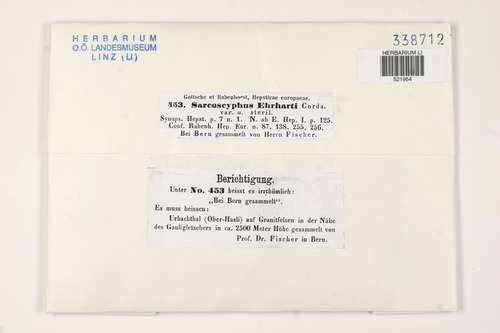 HERBARIUM
O.Ö. LANDESMUSEUM
LINZ (LI)
338712
HERBARIUM LI
521954
Gottsche et Rabenhorst, Hepaticae europaeae.
453. Sarcoscyphus Ehrharti Corda.
var. α. steril.
Synops. Hepat. p. 7 n. 1. N. ab E. Hep. I. p. 125.
Conf. Rabenh. Hep. Eur. n. 87, 138, 255, 256.
Bei Bern gesammelt von Herrn Fischer.
Berichtigung.
Unter No. 453 heisst es irrthümlich:
„Bei Bern gesammelt“.
Es muss heissen:
Urbachthal (Ober-Hasli) auf Granitfelsen in der Nähe
des Gauligletschers in ca. 2500 Meter Höhe gesammelt von
Prof. Dr. Fischer in Bern.